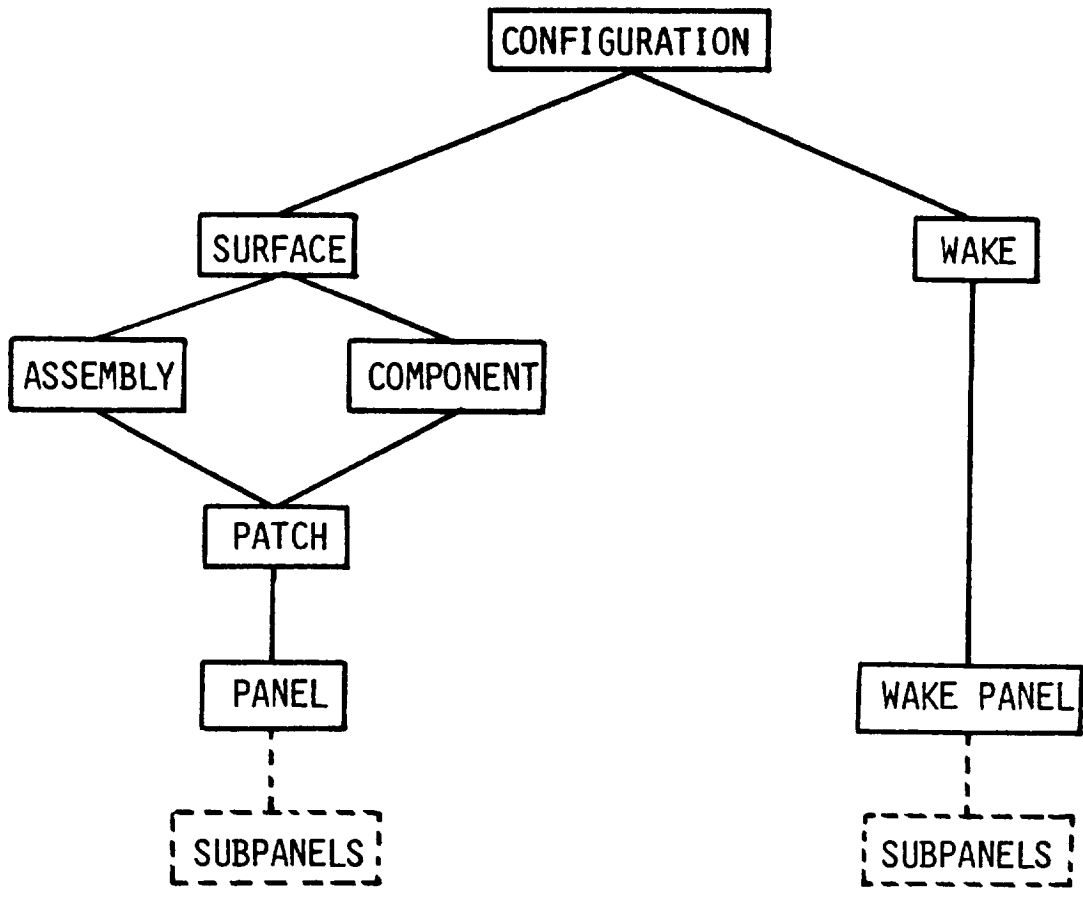 CONFIGURATION
SURFACE
WAKE
ASSEMBLY
COMPONENT
PATCH
PANEL
WAKE PANEL
SUBPANELS
SUBPANELS